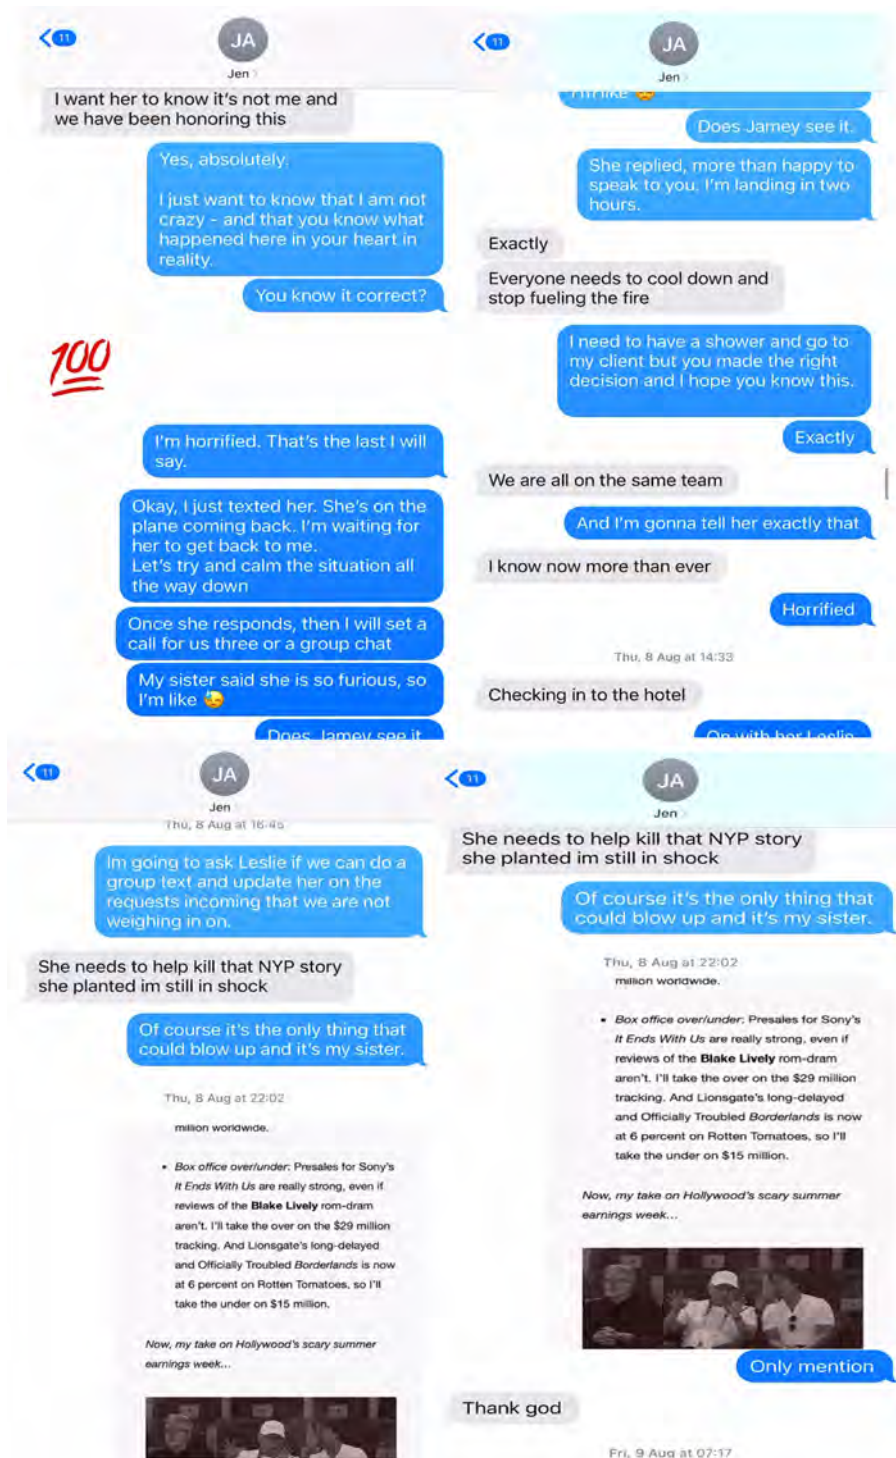 11
JA
Jen
I want her to know it's not me and
we have been honoring this
Yes, absolutely.
I just want to know that I am not
crazy - and that you know what
happened here in your heart in
reality.
You know it correct?
💯
I'm horrified. That's the last I will
say.
Okay, I just texted her. She's on the
plane coming back. I'm waiting for
her to get back to me.
Let's try and calm the situation all
the way down
Once she responds, then I will set a
call for us three or a group chat
My sister said she is so furious, so
I'm like 😓
Does Jamey see it
11
JA
Jen
I'm like 😓
Does Jamey see it.
She replied, more than happy to
speak to you. I'm landing in two
hours.
Exactly
Everyone needs to cool down and
stop fueling the fire
I need to have a shower and go to
my client but you made the right
decision and I hope you know this.
Exactly
We are all on the same team
And I'm gonna tell her exactly that
I know now more than ever
Horrified
Thu, 8 Aug at 14:33
Checking in to the hotel
On with her Leslie
11
JA
Jen
Thu, 8 Aug at 16:45
Im going to ask Leslie if we can do a
group text and update her on the
requests incoming that we are not
weighing in on.
She needs to help kill that NYP story
she planted im still in shock
Of course it's the only thing that
could blow up and it's my sister.
Thu, 8 Aug at 22:02
million worldwide.
• Box office over/under: Presales for Sony's
It Ends With Us are really strong, even if
reviews of the Blake Lively rom-dram
aren't. I'll take the over on the $29 million
tracking. And Lionsgate's long-delayed
and Officially Troubled Borderlands is now
at 6 percent on Rotten Tomatoes, so I'll
take the under on $15 million.
Now, my take on Hollywood's scary summer
earnings week...
11
JA
Jen
She needs to help kill that NYP story
she planted im still in shock
Of course it's the only thing that
could blow up and it's my sister.
Thu, 8 Aug at 22:02
million worldwide.
• Box office over/under: Presales for Sony's
It Ends With Us are really strong, even if
reviews of the Blake Lively rom-dram
aren't. I'll take the over on the $29 million
tracking. And Lionsgate's long-delayed
and Officially Troubled Borderlands is now
at 6 percent on Rotten Tomatoes, so I'll
take the under on $15 million.
Now, my take on Hollywood's scary summer
earnings week...
Only mention
Thank god
Fri, 9 Aug at 07:17